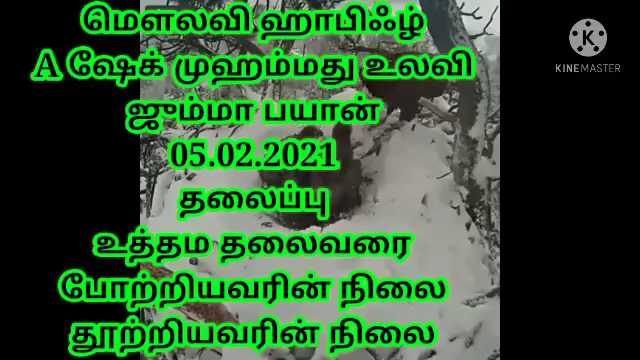 மௌலவி ஹாபிஃழ்
A ஷேக் முஹம்மது உலவி
ஜும்மா பயான்
05.02.2021
தலைப்பு
உத்தம தலைவரை
போற்றியவரின் நிலை
தூற்றியவரின் நிலை
K
KINEMASTER